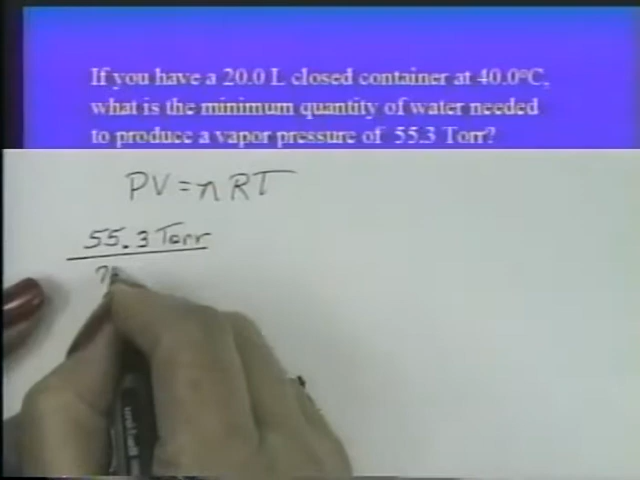 If you have a 20.0 L closed container at 40.0°C,
what is the minimum quantity of water needed
to produce a vapor pressure of 55.3 Torr?
PV = nRT
55.3 Torr